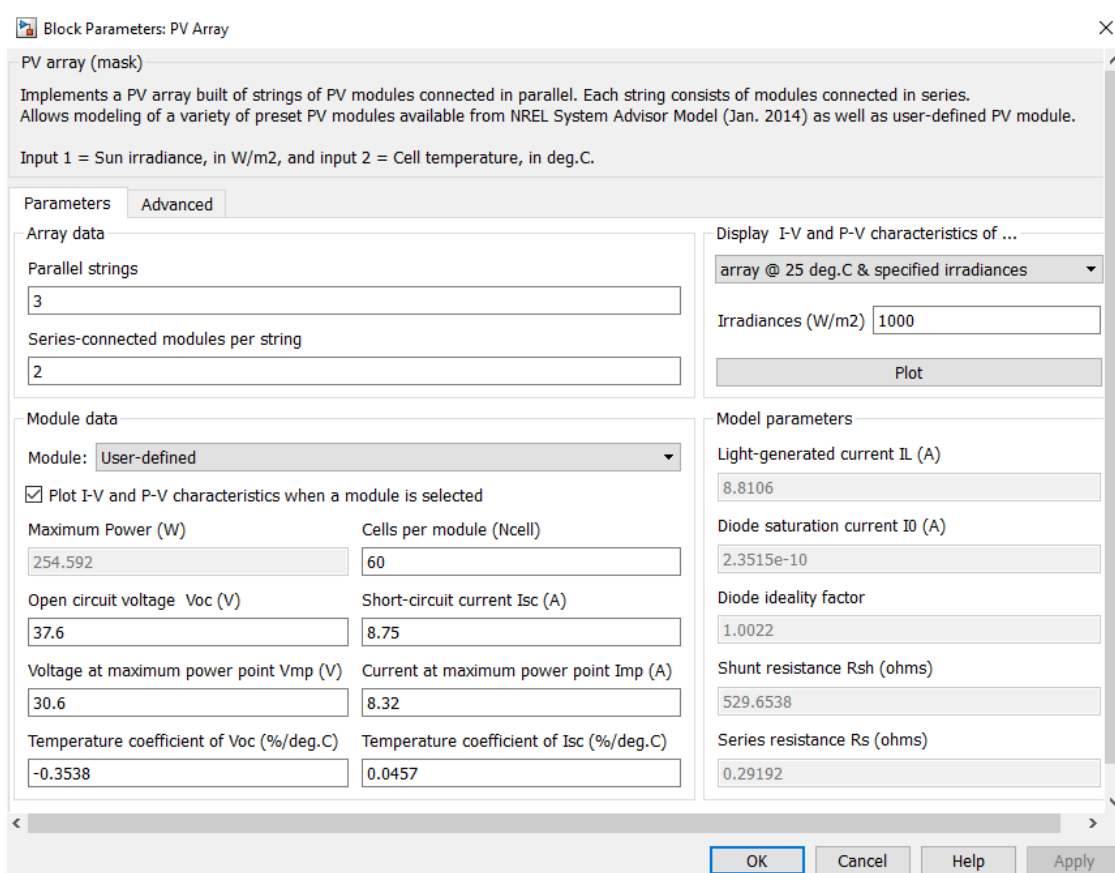 Block Parameters: PV Array
PV array (mask)
Implements a PV array built of strings of PV modules connected in parallel. Each string consists of modules connected in series.
Allows modeling of a variety of preset PV modules available from NREL System Advisor Model (Jan. 2014) as well as user-defined PV module.
Input 1 = Sun irradiance, in W/m2, and input 2 = Cell temperature, in deg.C.
Parameters Advanced
Array data
Parallel strings
3
Series-connected modules per string
2
Display I-V and P-V characteristics of ...
array @ 25 deg.C & specified irradiances
Irradiances (W/m2) 1000
Plot
Module data
Module: User-defined
Plot I-V and P-V characteristics when a module is selected
Maximum Power (W) Cells per module (Ncell)
254.592 60
Open circuit voltage Voc (V) Short-circuit current Isc (A)
37.6 8.75
Voltage at maximum power point Vmp (V) Current at maximum power point Imp (A)
30.6 8.32
Temperature coefficient of Voc (%/deg.C) Temperature coefficient of Isc (%/deg.C)
-0.3538 0.0457
Model parameters
Light-generated current IL (A)
8.8106
Diode saturation current I0 (A)
2.3515e-10
Diode ideality factor
1.0022
Shunt resistance Rsh (ohms)
529.6538
Series resistance Rs (ohms)
0.29192
OK Cancel Help Apply